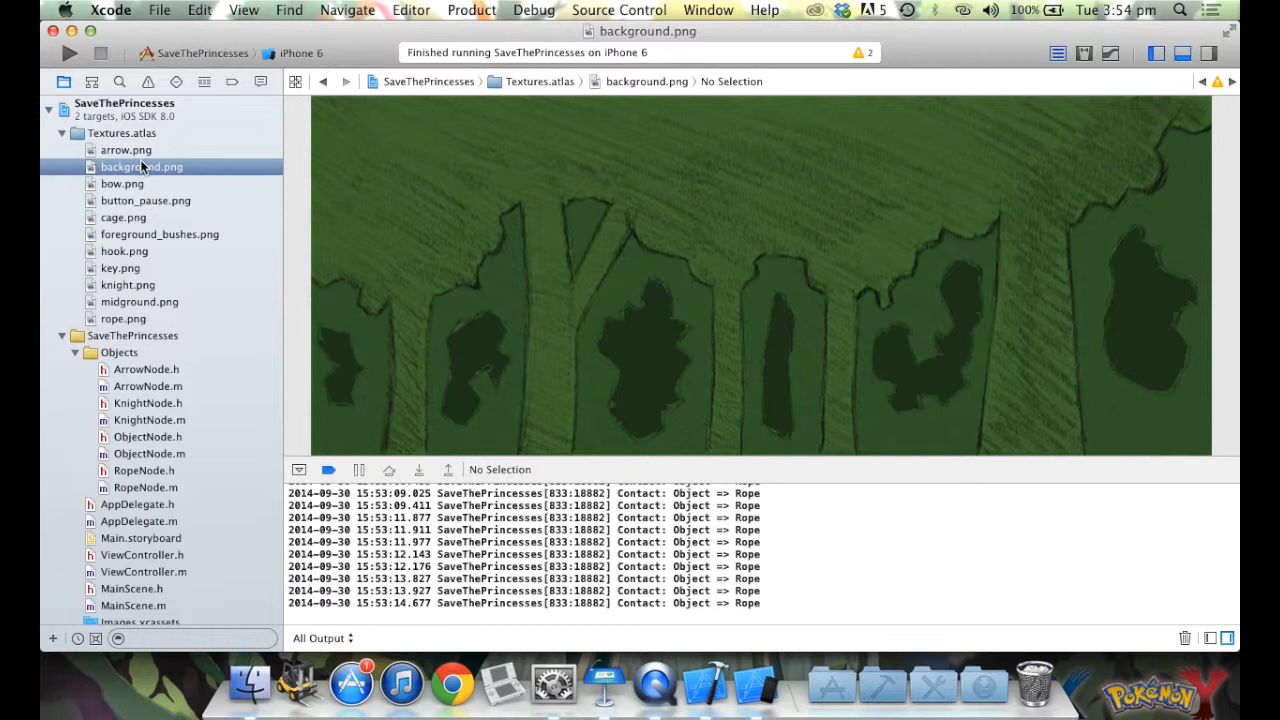 Xcode File Edit View Find Navigate Editor Product Debug Source Control Window Help 5 100% Tue 3:54 pm
background.png
SaveThePrincesses iPhone 6 Finished running SaveThePrincesses on iPhone 6 2
SaveThePrincesses Textures.atlas background.png No Selection
SaveThePrincesses
2 targets, iOS SDK 8.0
Textures.atlas
arrow.png
background.png
bow.png
button_pause.png
cage.png
foreground_bushes.png
hook.png
key.png
knight.png
midground.png
rope.png
SaveThePrincesses
Objects
h ArrowNode.h
m ArrowNode.m
h KnightNode.h
m KnightNode.m
h ObjectNode.h
m ObjectNode.m
h RopeNode.h
m RopeNode.m
h AppDelegate.h
m AppDelegate.m
Main.storyboard
h ViewController.h
m ViewController.m
h MainScene.h
m MainScene.m
Images.xcassets
No Selection
2014-09-30 15:53:09.025 SaveThePrincesses[833:18882] Contact: Object => Rope
2014-09-30 15:53:09.411 SaveThePrincesses[833:18882] Contact: Object => Rope
2014-09-30 15:53:11.877 SaveThePrincesses[833:18882] Contact: Object => Rope
2014-09-30 15:53:11.911 SaveThePrincesses[833:18882] Contact: Object => Rope
2014-09-30 15:53:11.977 SaveThePrincesses[833:18882] Contact: Object => Rope
2014-09-30 15:53:12.143 SaveThePrincesses[833:18882] Contact: Object => Rope
2014-09-30 15:53:12.176 SaveThePrincesses[833:18882] Contact: Object => Rope
2014-09-30 15:53:13.827 SaveThePrincesses[833:18882] Contact: Object => Rope
2014-09-30 15:53:13.927 SaveThePrincesses[833:18882] Contact: Object => Rope
2014-09-30 15:53:14.677 SaveThePrincesses[833:18882] Contact: Object => Rope
All Output
1
POKÉMON Y